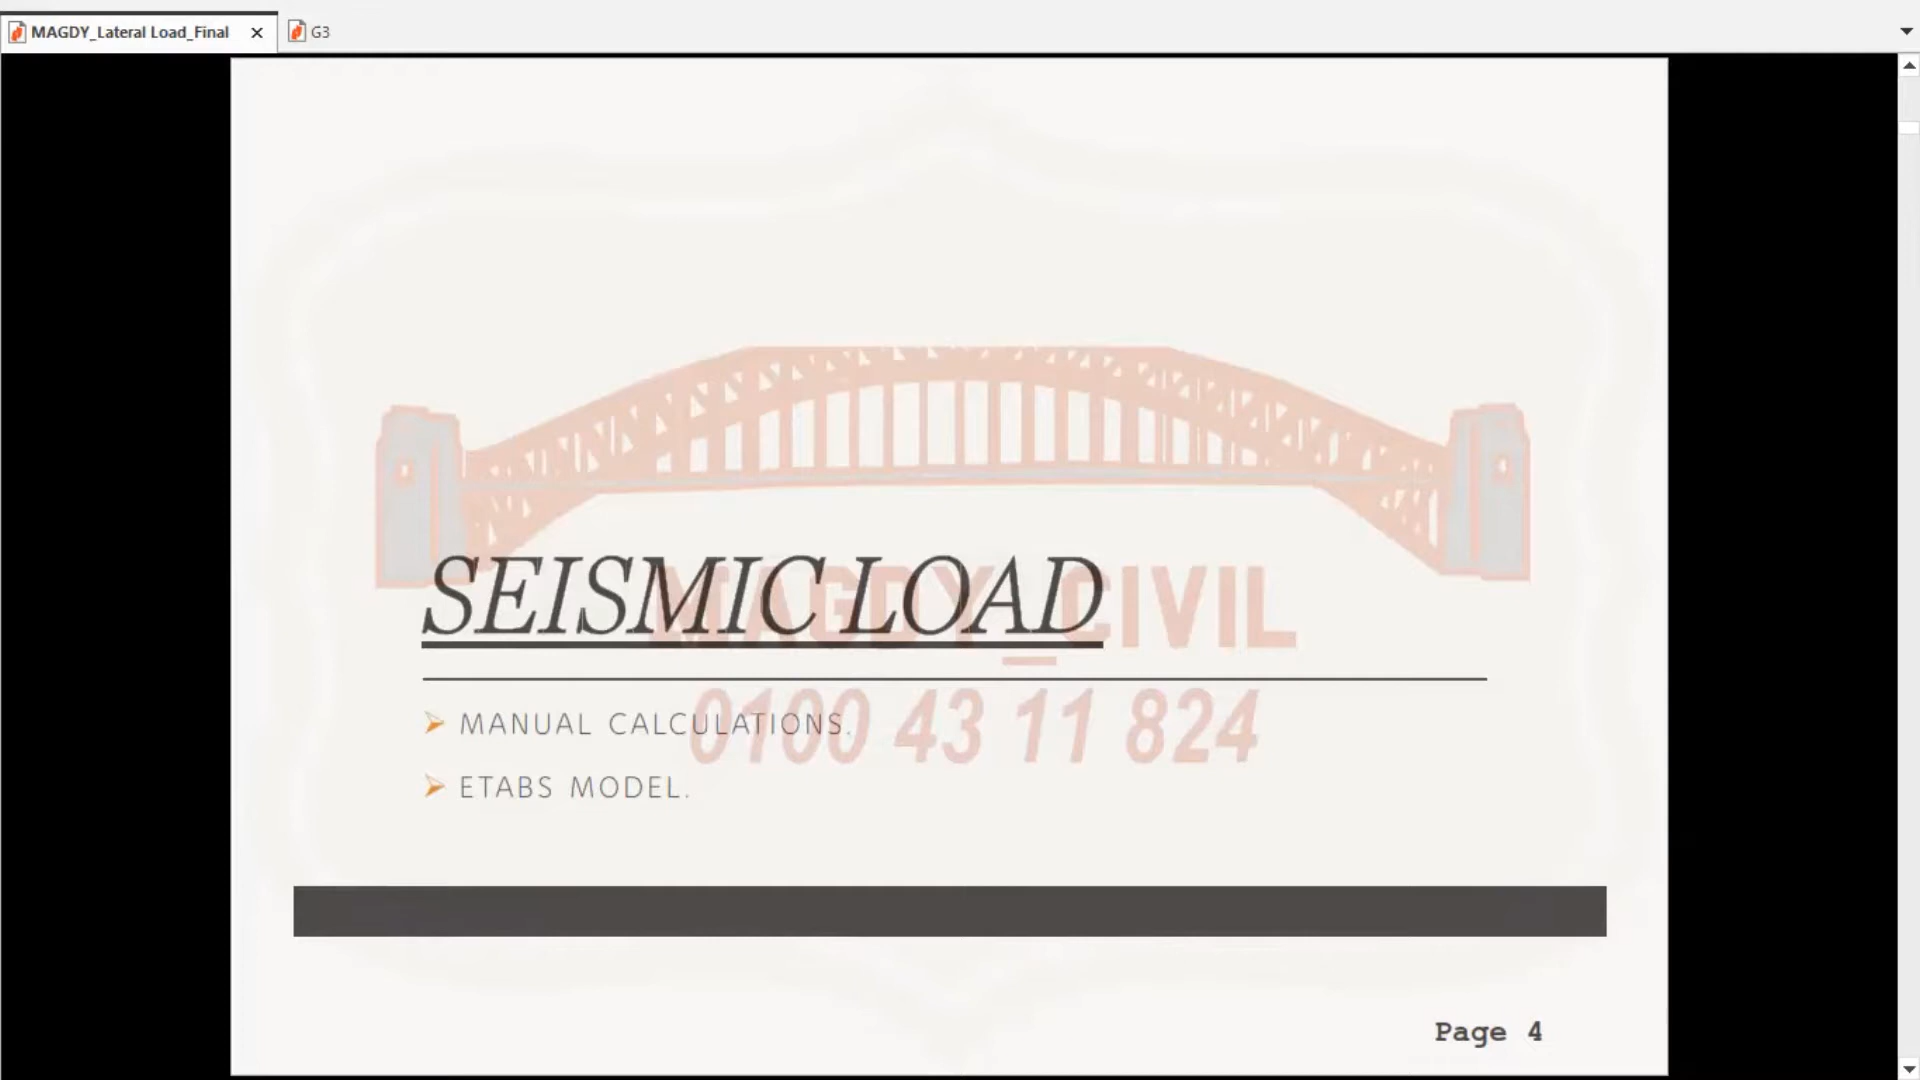 MAGDY_Lateral Load_Final
G3
SEISMIC LOAD
MAGDY_CIVIL
0100 43 11 824
MANUAL CALCULATIONS.
ETABS MODEL.
Page 4